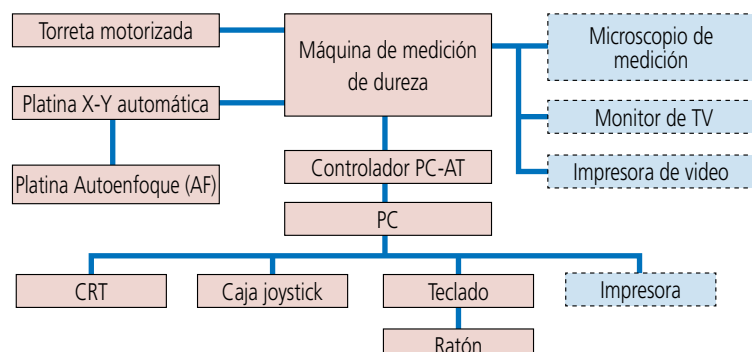 Torreta motorizada
Máquina de medición
de dureza
Microscopio de
medición
Platina X-Y automática
Monitor de TV
Platina Autoenfoque (AF)
Controlador PC-AT
Impresora de video
PC
CRT
Caja joystick
Teclado
Impresora
Ratón